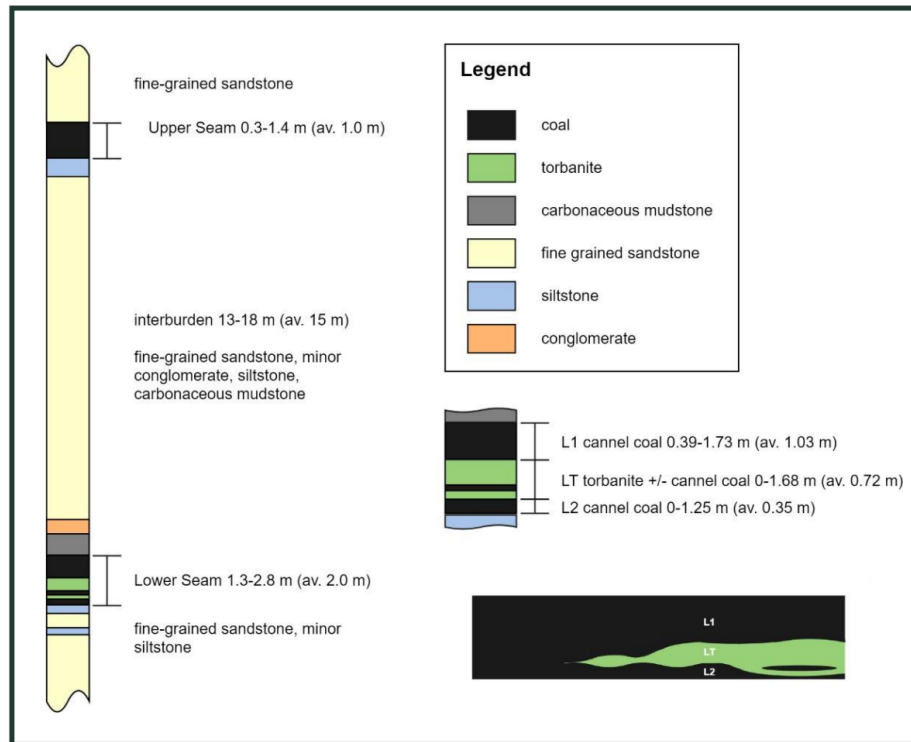 fine-grained sandstone
Upper Seam 0.3-1.4 m (av. 1.0 m)
interburden 13-18 m (av. 15 m)
fine-grained sandstone, minor
conglomerate, siltstone,
carbonaceous mudstone
Lower Seam 1.3-2.8 m (av. 2.0 m)
fine-grained sandstone, minor
siltstone
Legend
coal
torbanite
carbonaceous mudstone
fine grained sandstone
siltstone
conglomerate
L1 cannel coal 0.39-1.73 m (av. 1.03 m)
LT torbanite +/- cannel coal 0-1.68 m (av. 0.72 m)
L2 cannel coal 0-1.25 m (av. 0.35 m)
L1
LT
L2